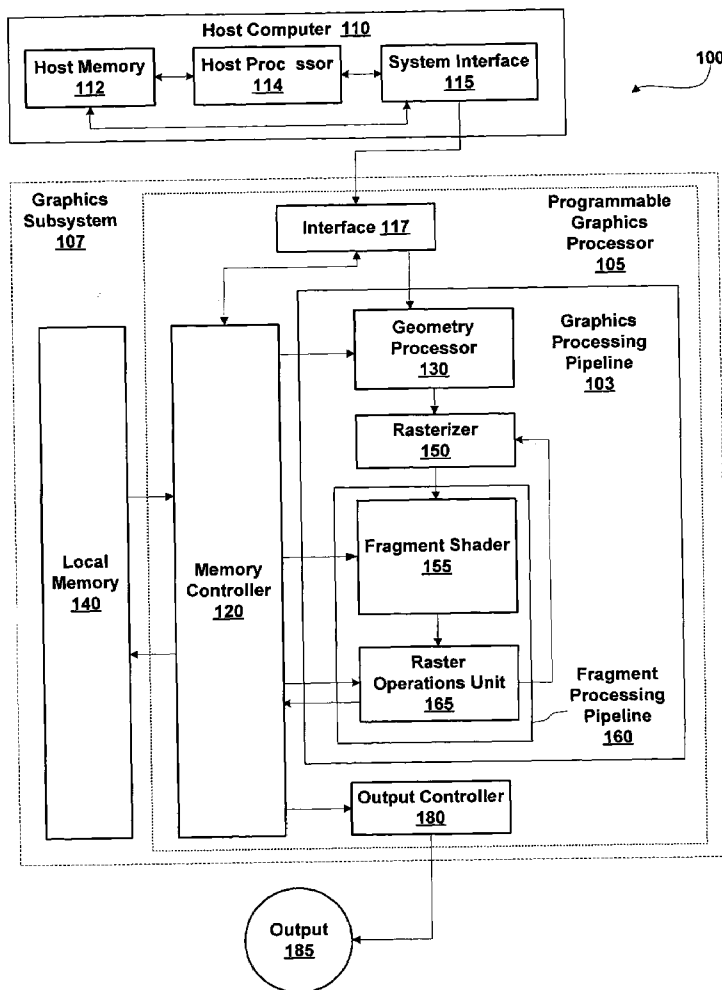 Host Computer 110
Host Memory
112
Host Proc ssor
114
System Interface
115
100
Graphics
Subsystem
107
Interface 117
Programmable
Graphics
Processor
105
Geometry
Processor
130
Graphics
Processing
Pipeline
103
Rasterizer
150
Fragment Shader
155
Local
Memory
140
Memory
Controller
120
Raster
Operations Unit
165
Fragment
Processing
Pipeline
160
Output Controller
180
Output
185